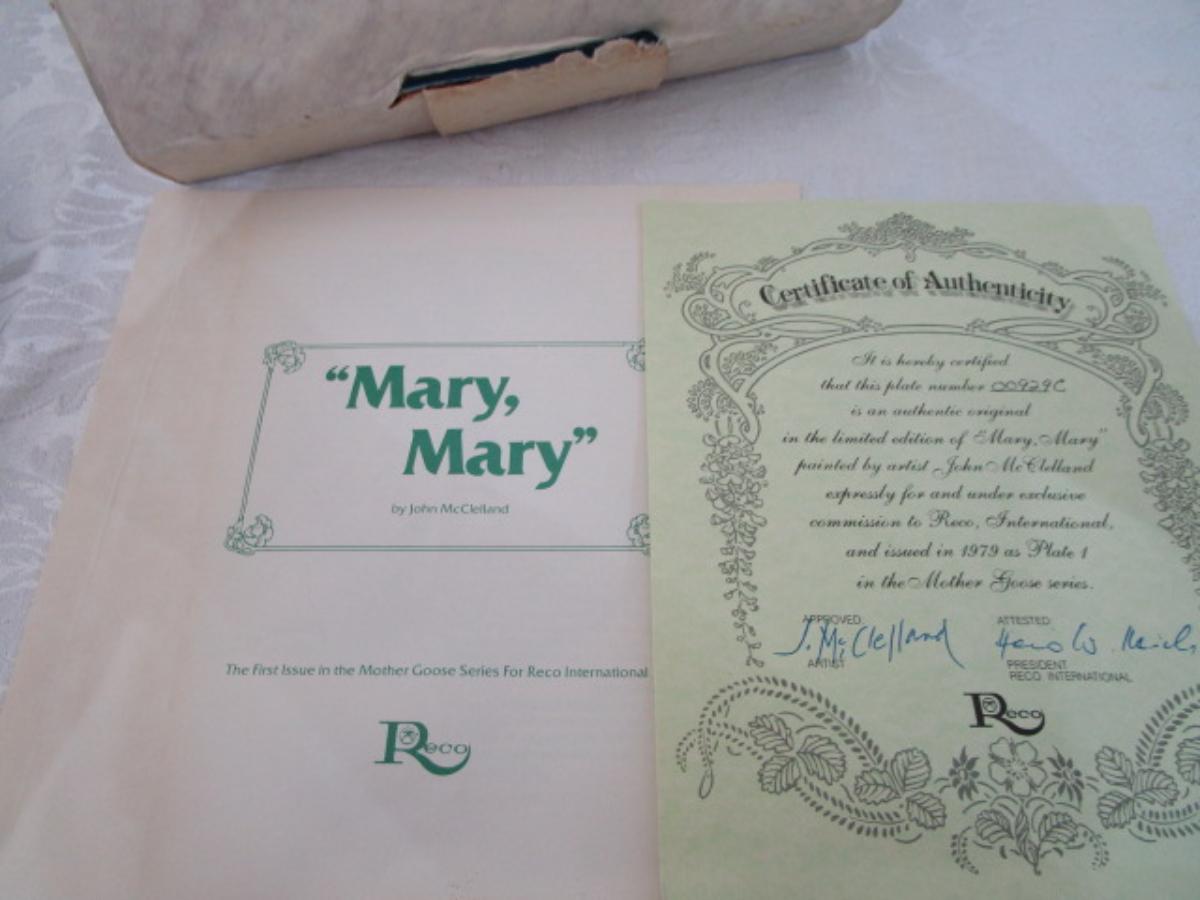 "Mary,
Mary"
by John McClelland
The First Issue in the Mother Goose Series For Reco International
Reco
Certificate of Authenticity
It is hereby certified
that this plate number 00929C
is an authentic original
in the limited edition of "Mary, Mary"
painted by artist John McClelland
expressly for and under exclusive
commission to Reco, International,
and issued in 1979 as Plate 1
in the Mother Goose series.
APPROVED
J. McClelland
ARTIST
ATTESTED:
PRESIDENT
RECO INTERNATIONAL
Reco